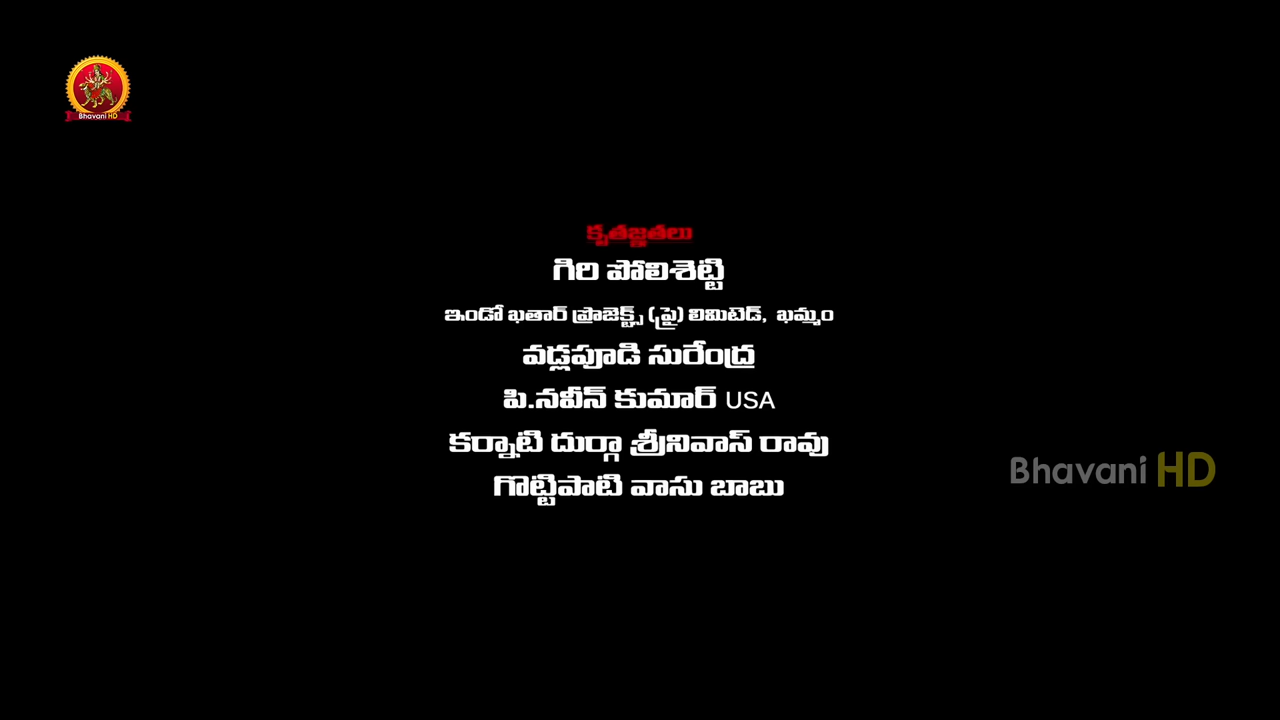 Bhavani HD
కృతజ్ఞతలు
గిరి పోలిశెట్టి
ఇండో ఖతార్ ప్రాజెక్ట్స్ (ప్రై) లిమిటెడ్, ఖమ్మం
వడ్లపూడి సురేంద్ర
పి.నవీన్ కుమార్ USA
కర్నాటి దుర్గా శ్రీనివాస్ రావు
గొట్టిపాటి వాసు బాబు
Bhavani HD